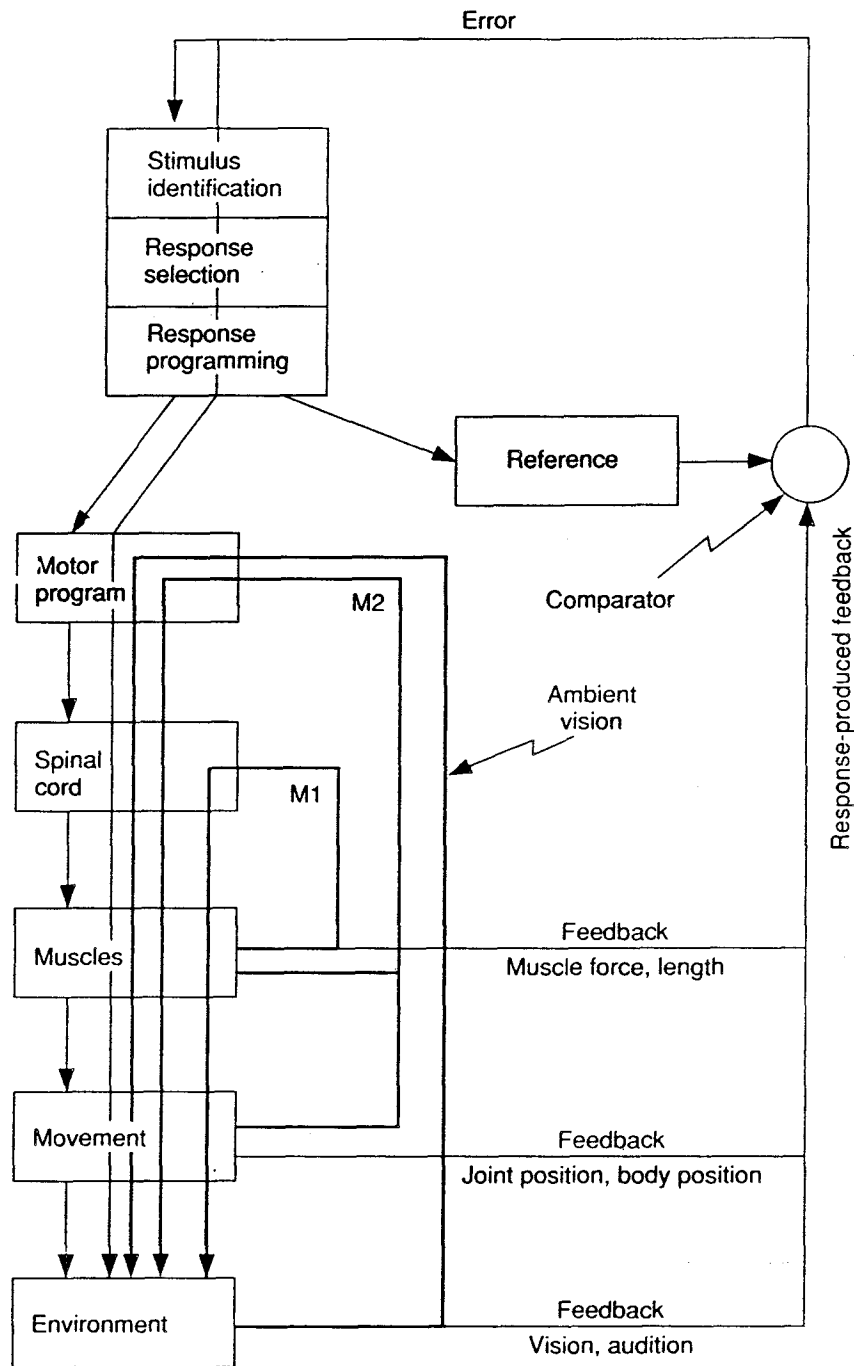 Error
Stimulus
identification
Response
selection
Response
programming
Reference
Motor
program
M2
Comparator
Response-produced feedback
Ambient
vision
Spinal
cord
M1
Muscles
Feedback
Muscle force, length
Movement
Feedback
Joint position, body position
Environment
Feedback
Vision, audition